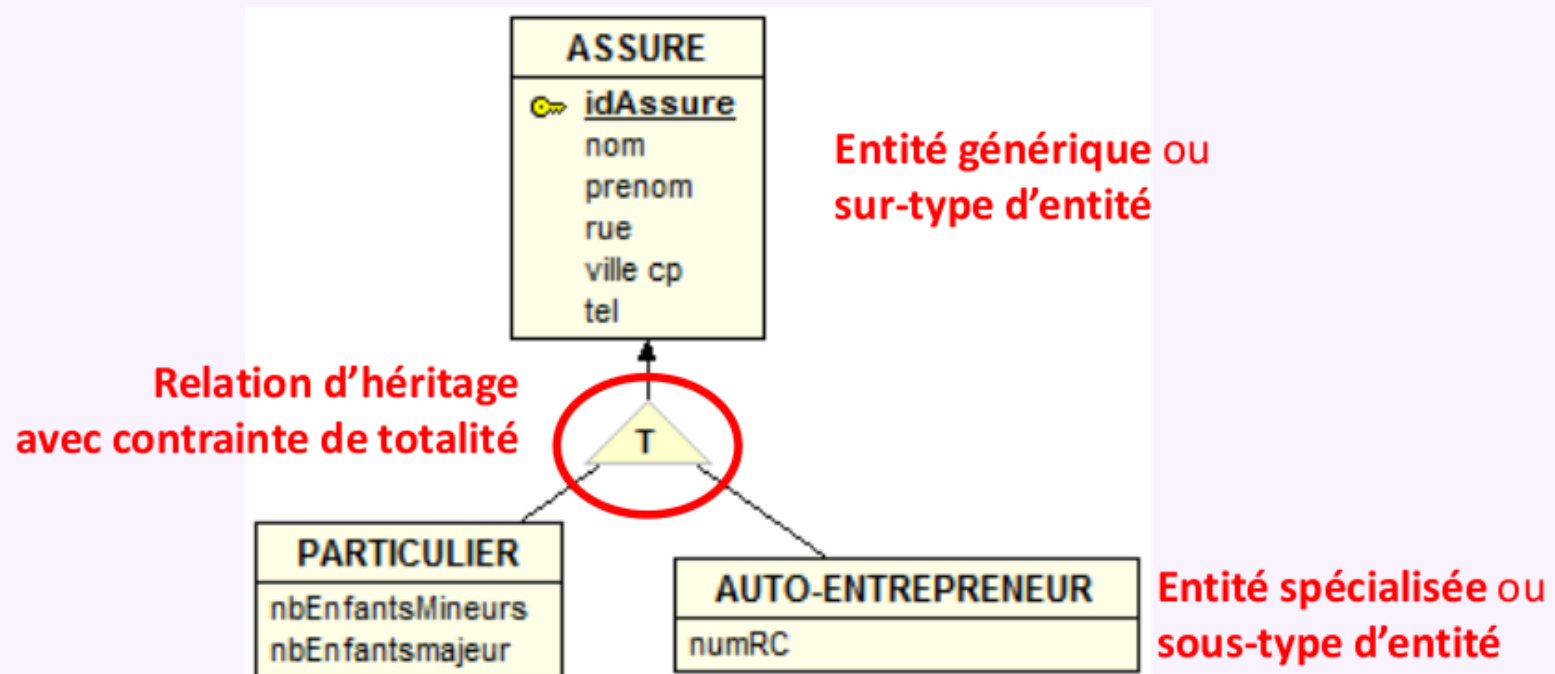 ASSURE
idAssure
nom
prenom
rue
ville cp
tel
Entité générique ou
sur-type d’entité
Relation d’héritage
avec contrainte de totalité
T
PARTICULIER
nbEnfantsMineurs
nbEnfantsmajeur
AUTO-ENTREPRENEUR
numRC
Entité spécialisée ou
sous-type d’entité